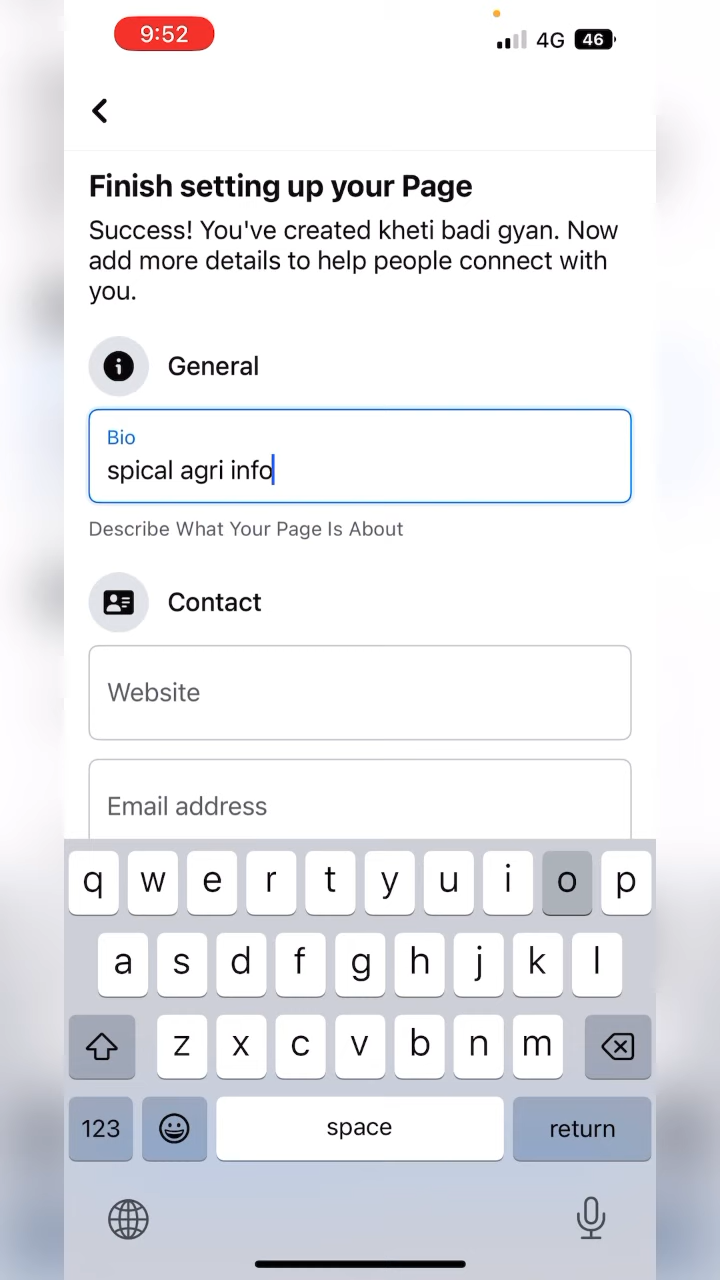 9:52
4G 46
Finish setting up your Page
Success! You've created kheti badi gyan. Now
add more details to help people connect with
you.
General
Bio
spical agri info
Describe What Your Page Is About
Contact
Website
Email address
q w e r t y u i o p
a s d f g h j k l
z x c v b n m
123 space return